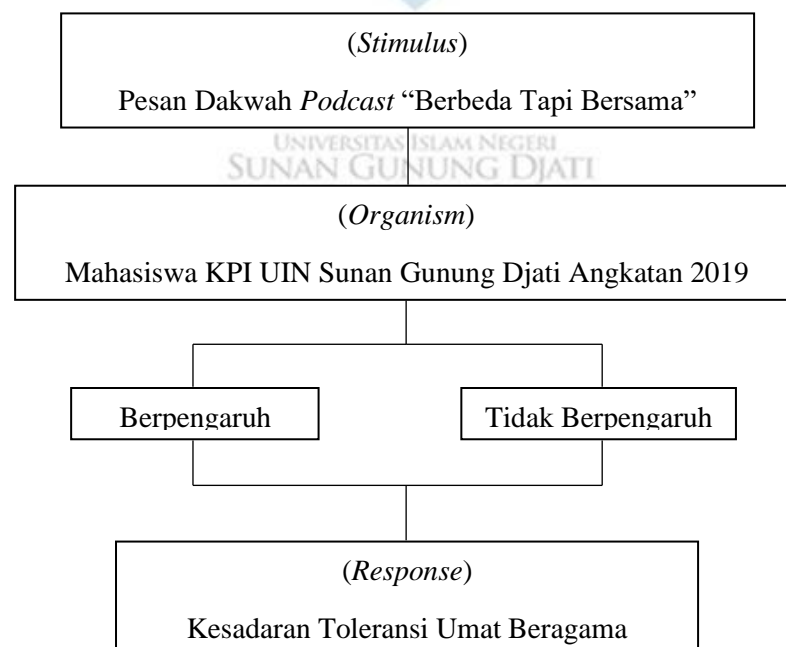 (Stimulus)
Pesan Dakwah Podcast “Berbeda Tapi Bersama”
UNIVERSITAS ISLAM NEGERI
SUNAN GUNUNG DJATI
(Organism)
Mahasiswa KPI UIN Sunan Gunung Djati Angkatan 2019
Berpengaruh
Tidak Berpengaruh
(Response)
Kesadaran Toleransi Umat Beragama